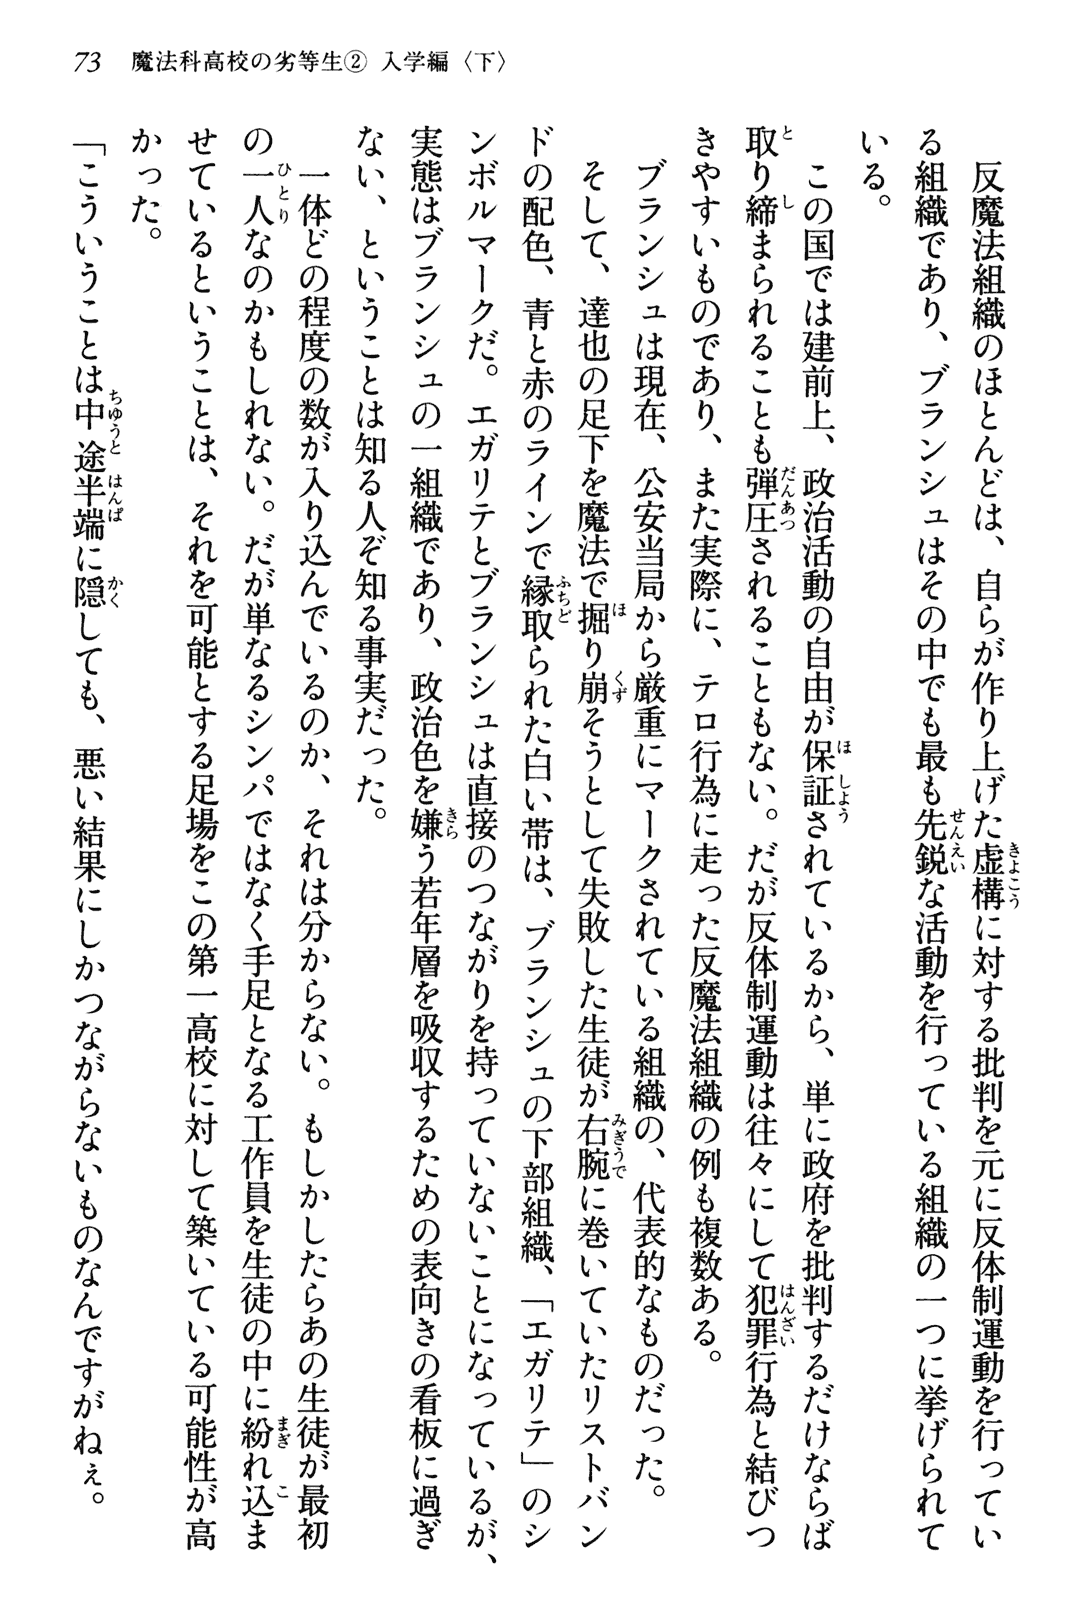 73　魔法科高校の劣等生② 入学編〈下〉
　反魔法組織のほとんどは、自らが作り上げた虚構に対する批判を元に反体制運動を行ってい
る組織であり、ブランシュはその中でも最も先鋭な活動を行っている組織の一つに挙げられて
いる。
　この国では建前上、政治活動の自由が保証されているから、単に政府を批判するだけならば
取り締まられることも弾圧されることもない。だが反体制運動は往々にして犯罪行為と結びつ
きやすいものであり、また実際に、テロ行為に走った反魔法組織の例も複数ある。
　ブランシュは現在、公安当局から厳重にマークされている組織の、代表的なものだった。
　そして、達也の足下を魔法で掘り崩そうとして失敗した生徒が右腕に巻いていたリストバン
ドの配色、青と赤のラインで縁取られた白い帯は、ブランシュの下部組織、「エガリテ」のシ
ンボルマークだ。エガリテとブランシュは直接のつながりを持っていないことになっているが、
実態はブランシュの一組織であり、政治色を嫌う若年層を吸収するための表向きの看板に過ぎ
ない、ということは知る人ぞ知る事実だった。
　一体どの程度の数が入り込んでいるのか、それは分からない。もしかしたらあの生徒が最初
の一人なのかもしれない。だが単なるシンパではなく手足となる工作員を生徒の中に紛れ込ま
せているということは、それを可能とする足場をこの第一高校に対して築いている可能性が高
かった。
「こういうことは中途半端に隠しても、悪い結果にしかつながらないものなんですがねぇ。